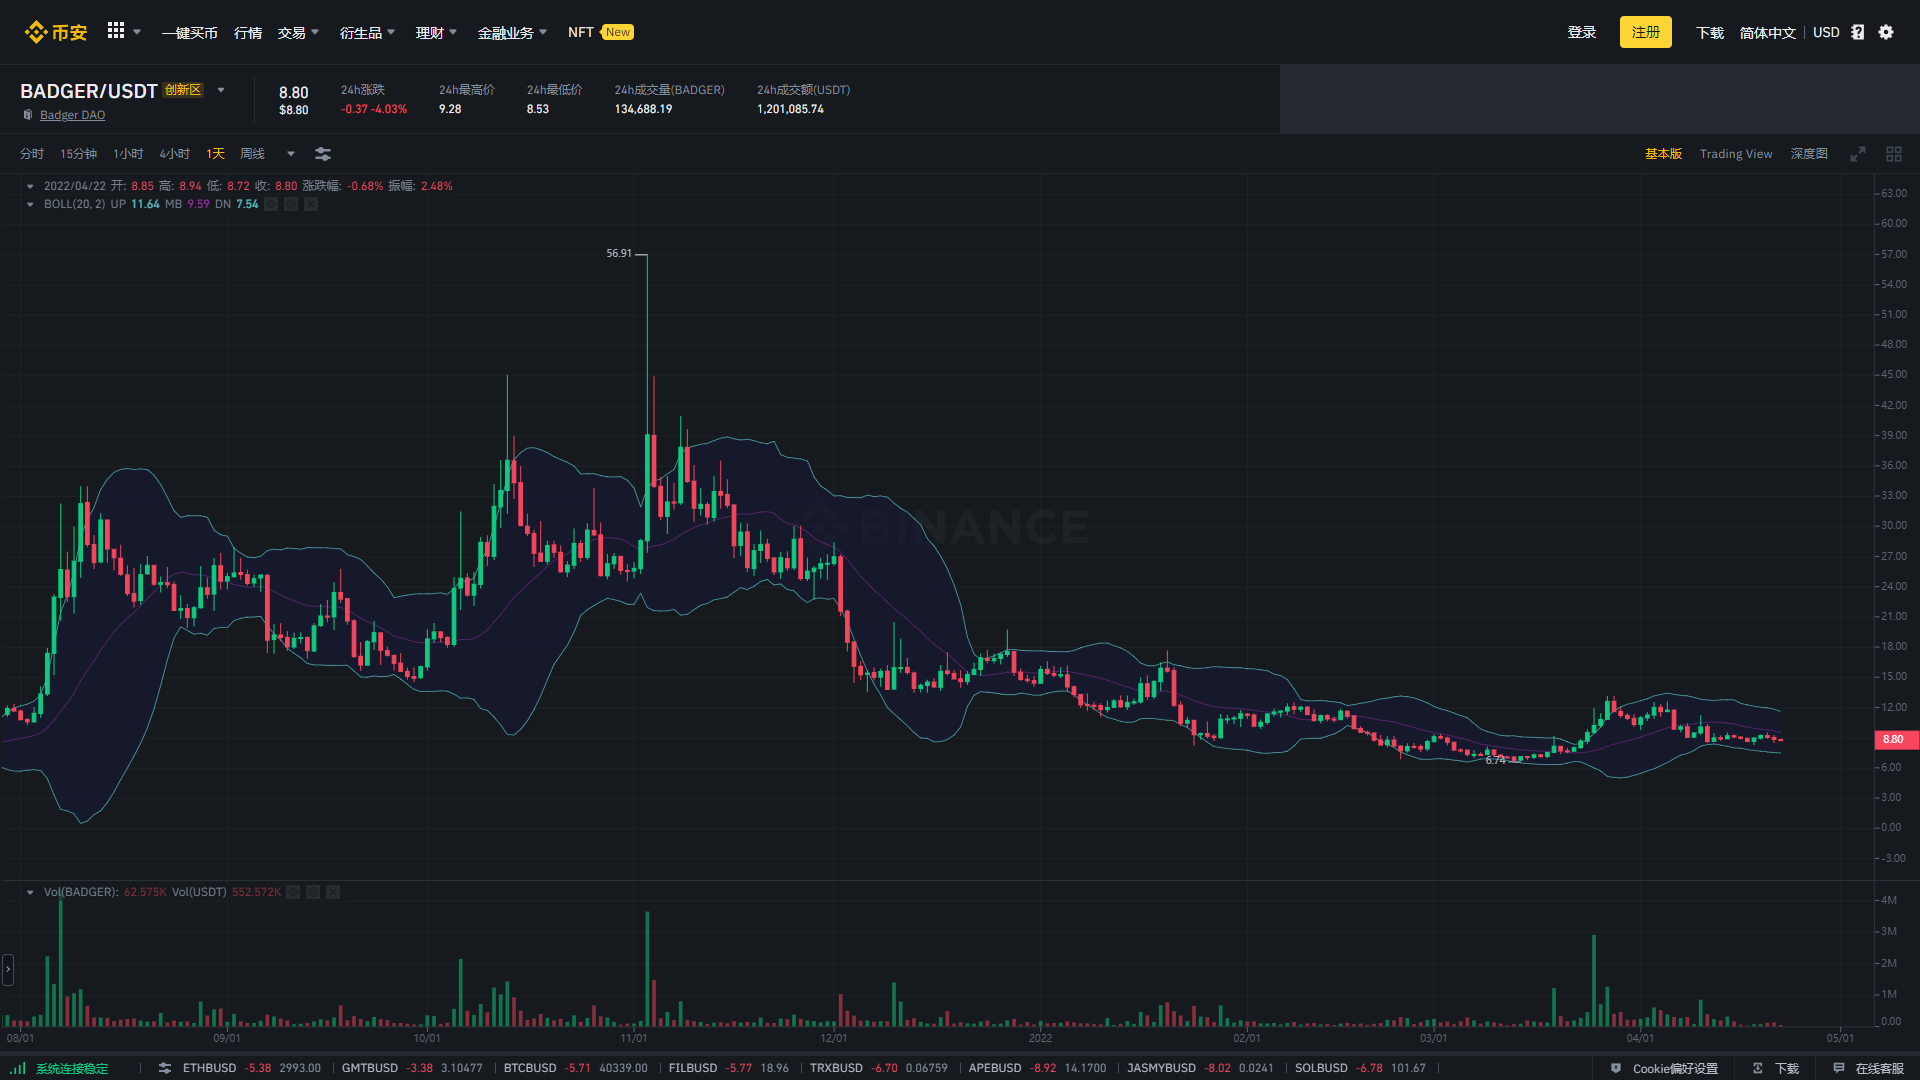 币安 一键买币 行情 交易 衍生品 理财 金融业务 NFT New 登录 注册 下载 简体中文 USD
BADGER/USDT 创新区
Badger DAO
8.80
$8.80
24h涨跌
-0.37 -4.03%
24h最高价
9.28
24h最低价
8.53
24h成交量(BADGER)
134,688.19
24h成交额(USDT)
1,201,085.74
分时 15分钟 1小时 4小时 1天 周线 基本版 Trading View 深度图
2022/04/22 开: 8.85 高: 8.94 低: 8.72 收: 8.80 涨跌幅: -0.68% 振幅: 2.48%
BOLL(20, 2) UP 11.64 MB 9.59 DN 7.54
63.00
60.00
56.91
57.00
54.00
51.00
48.00
45.00
42.00
39.00
36.00
33.00
30.00
BINANCE
27.00
24.00
21.00
18.00
15.00
12.00
8.80
6.74
6.00
3.00
0.00
-3.00
Vol(BADGER): 62.575K Vol(USDT) 552.572K
4M
3M
2M
1M
0.00
08/01 09/01 10/01 11/01 12/01 2022 02/01 03/01 04/01 05/01
系统连接稳定 ETHBUSD -5.38 2993.00 GMTBUSD -3.38 3.10477 BTCBUSD -5.71 40339.00 FILBUSD -5.77 18.96 TRXBUSD -6.70 0.06759 APEBUSD -8.92 14.1700 JASMYBUSD -8.02 0.0241 SOLBUSD -6.78 101.67 Cookie偏好设置 下载 在线客服